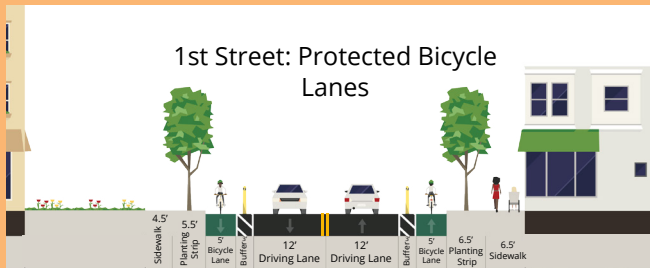 1st Street: Protected Bicycle
Lanes
4.5'
Sidewalk
5.5'
Planting
Strip
5'
Bicycle
Lane
Buffer
12'
Driving Lane
12'
Driving Lane
Buffer
5'
Bicycle
Lane
6.5'
Planting
Strip
6.5'
Sidewalk